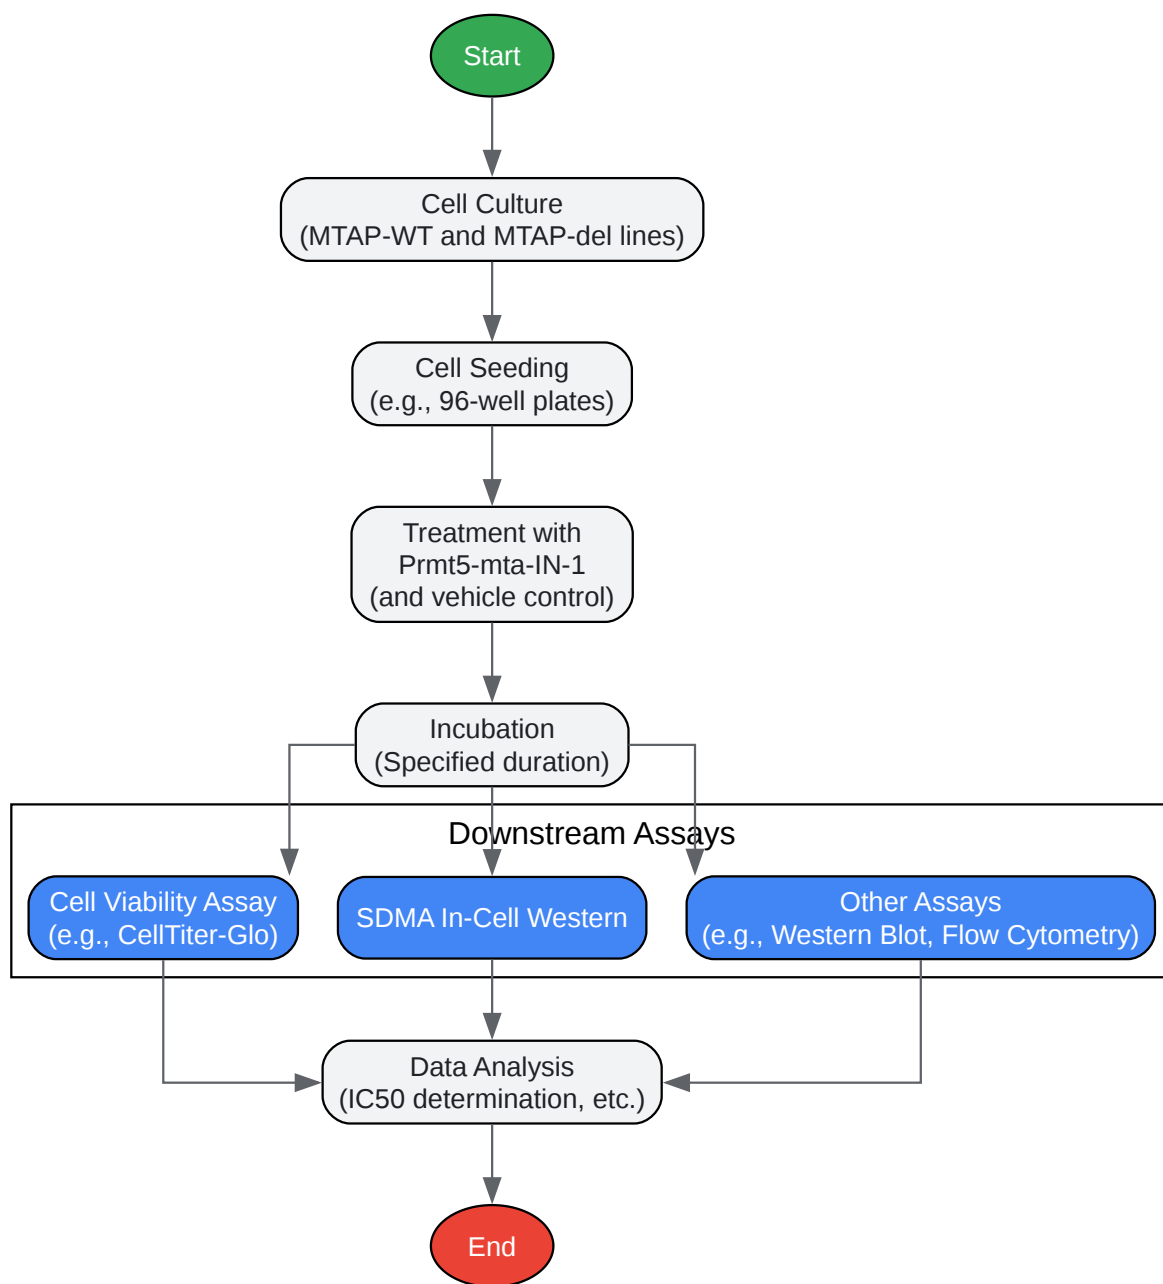 Start
Cell Culture
(MTAP-WT and MTAP-del lines)
Cell Seeding
(e.g., 96-well plates)
Treatment with
Prmt5-mta-IN-1
(and vehicle control)
Incubation
(Specified duration)
Downstream Assays
Cell Viability Assay
(e.g., CellTiter-Glo)
SDMA In-Cell Western
Other Assays
(e.g., Western Blot, Flow Cytometry)
Data Analysis
(IC50 determination, etc.)
End